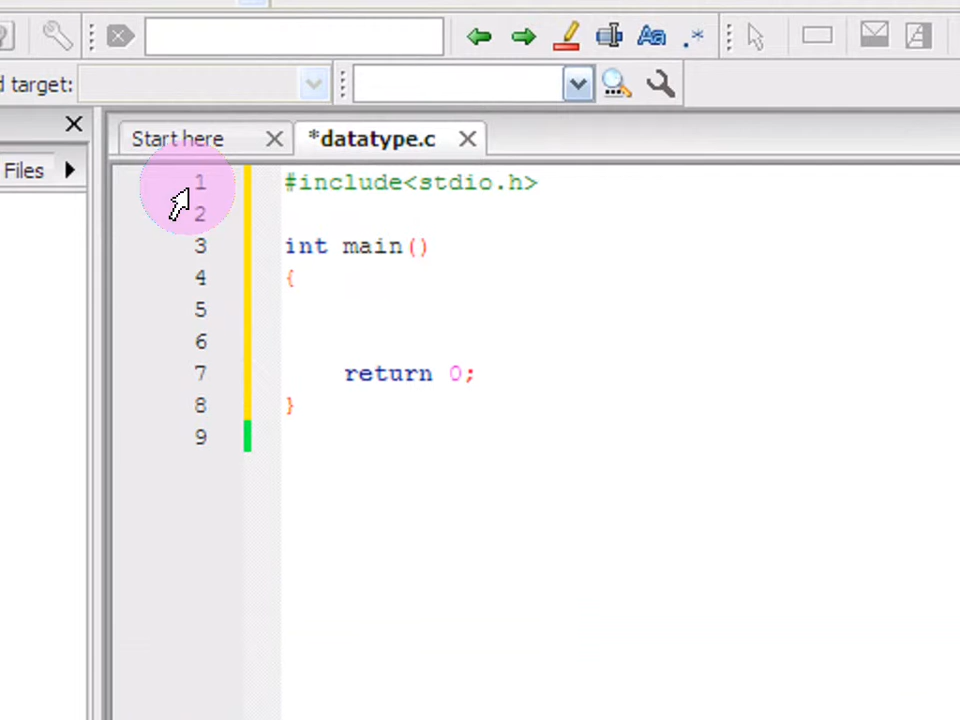 d target:
Start here
*datatype.c
Files
1 #include<stdio.h>
2
3 int main()
4 {
5
6
7 return 0;
8 }
9